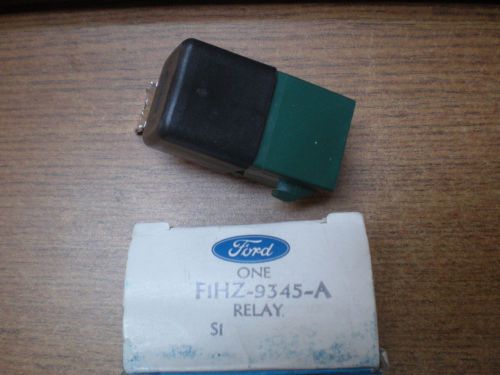 Ford
ONE
F1HZ-9345-A
RELAY
S1